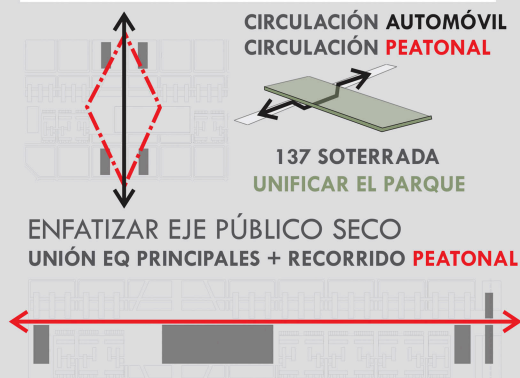 CIRCULACIÓN AUTOMÓVIL
CIRCULACIÓN PEATONAL
137 SOTERRADA
UNIFICAR EL PARQUE
ENFATIZAR EJE PÚBLICO SECO
UNIÓN EQ PRINCIPALES + RECORRIDO PEATONAL